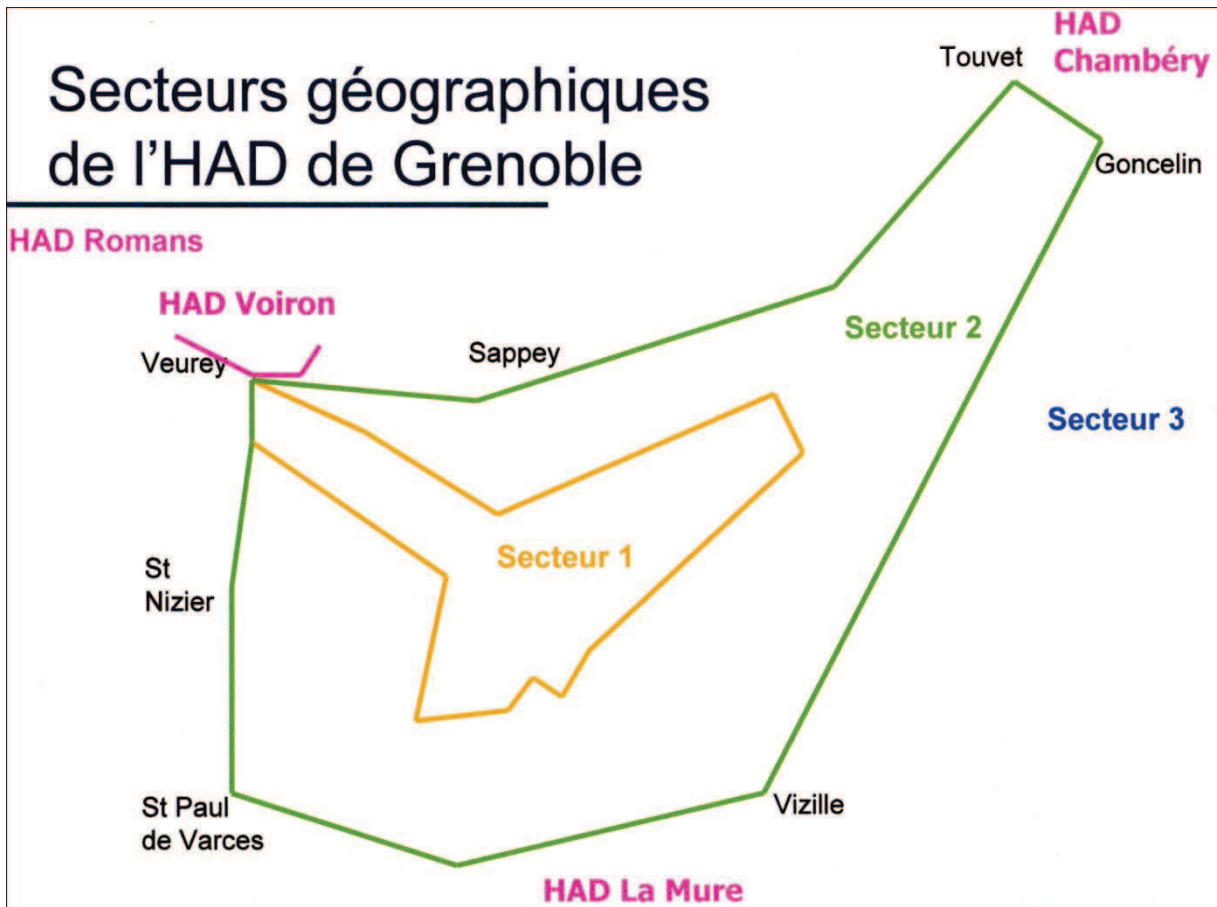 HAD
Chambéry
Touvet
Secteurs géographiques
de l'HAD de Grenoble
Goncelin
HAD Romans
HAD Voiron
Secteur 2
Veurey
Sappey
Secteur 3
Secteur 1
St
Nizier
St Paul
de Varces
Vizille
HAD La Mure